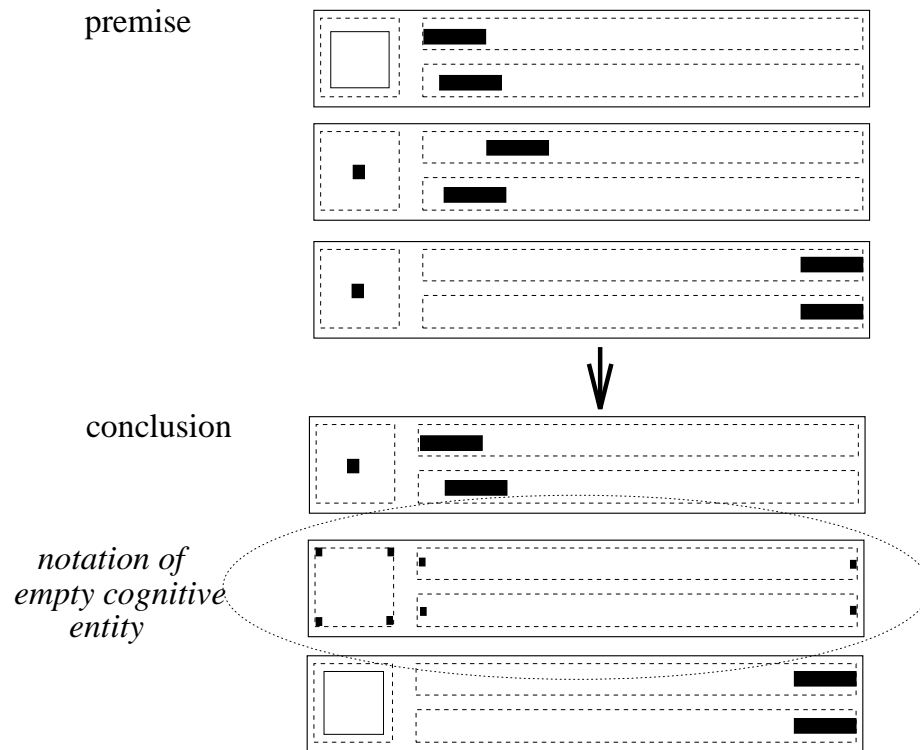 premise
conclusion
notation of
empty cognitive
entity